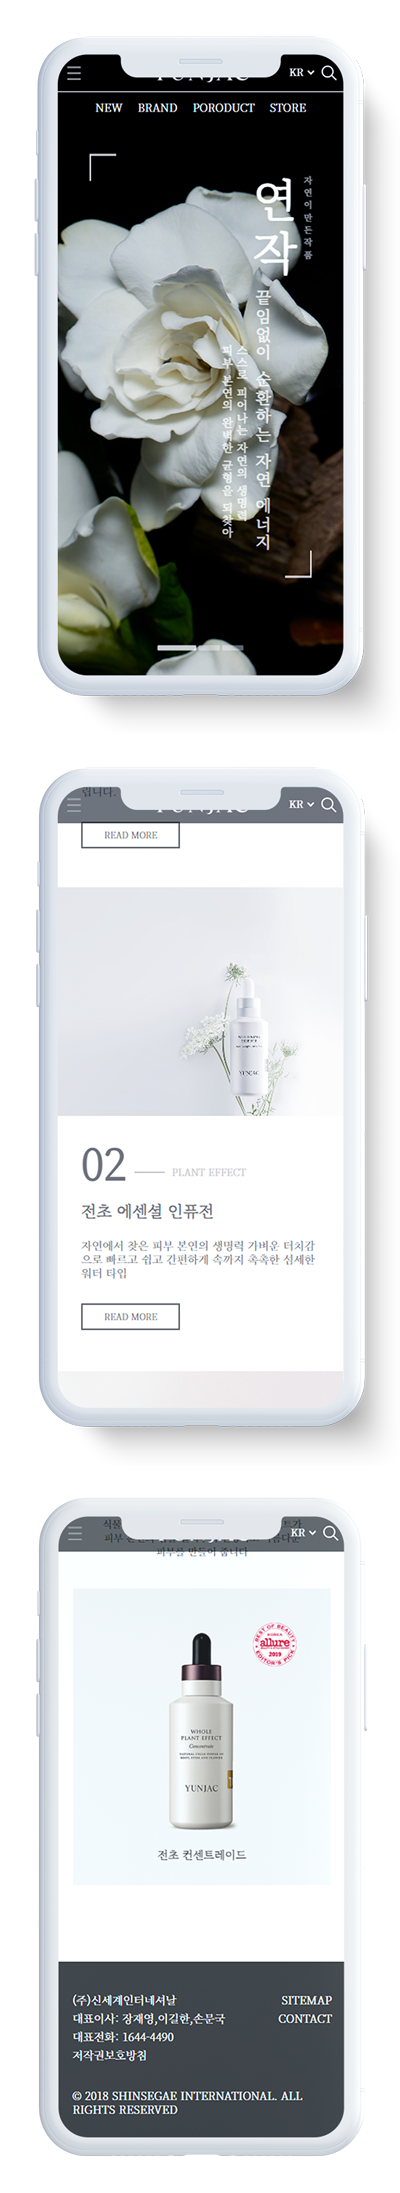 YUNJAC
KR
NEW BRAND PORODUCT STORE
자연이 만든 작품
연작
끝임없이 순환하는 자연 에너지
스스로 피어나는 자연의 생명력
피부 본연의 완벽한 균형을 되찾아
립니다.
YUNJAC
KR
READ MORE
YUNJAC
02 PLANT EFFECT
전초 에센셜 인퓨전
자연에서 찾은 피부 본연의 생명력 가벼운 터치감
으로 빠르고 쉽고 간편하게 속까지 촉촉한 섬세한
워터 타입
READ MORE
KR
피부를 만들어 줍니다
BEST OF BEAUTY
allure
2019
EDITOR'S PICK
WHOLE
PLANT EFFECT
Concentrate
YUNJAC
전초 컨센트레이드
(주)신세계인터네셔날 SITEMAP
대표이사: 장재영,이길한,손문국 CONTACT
대표전화: 1644-4490
저작권보호방침
© 2018 SHINSEGAE INTERNATIONAL. ALL
RIGHTS RESERVED